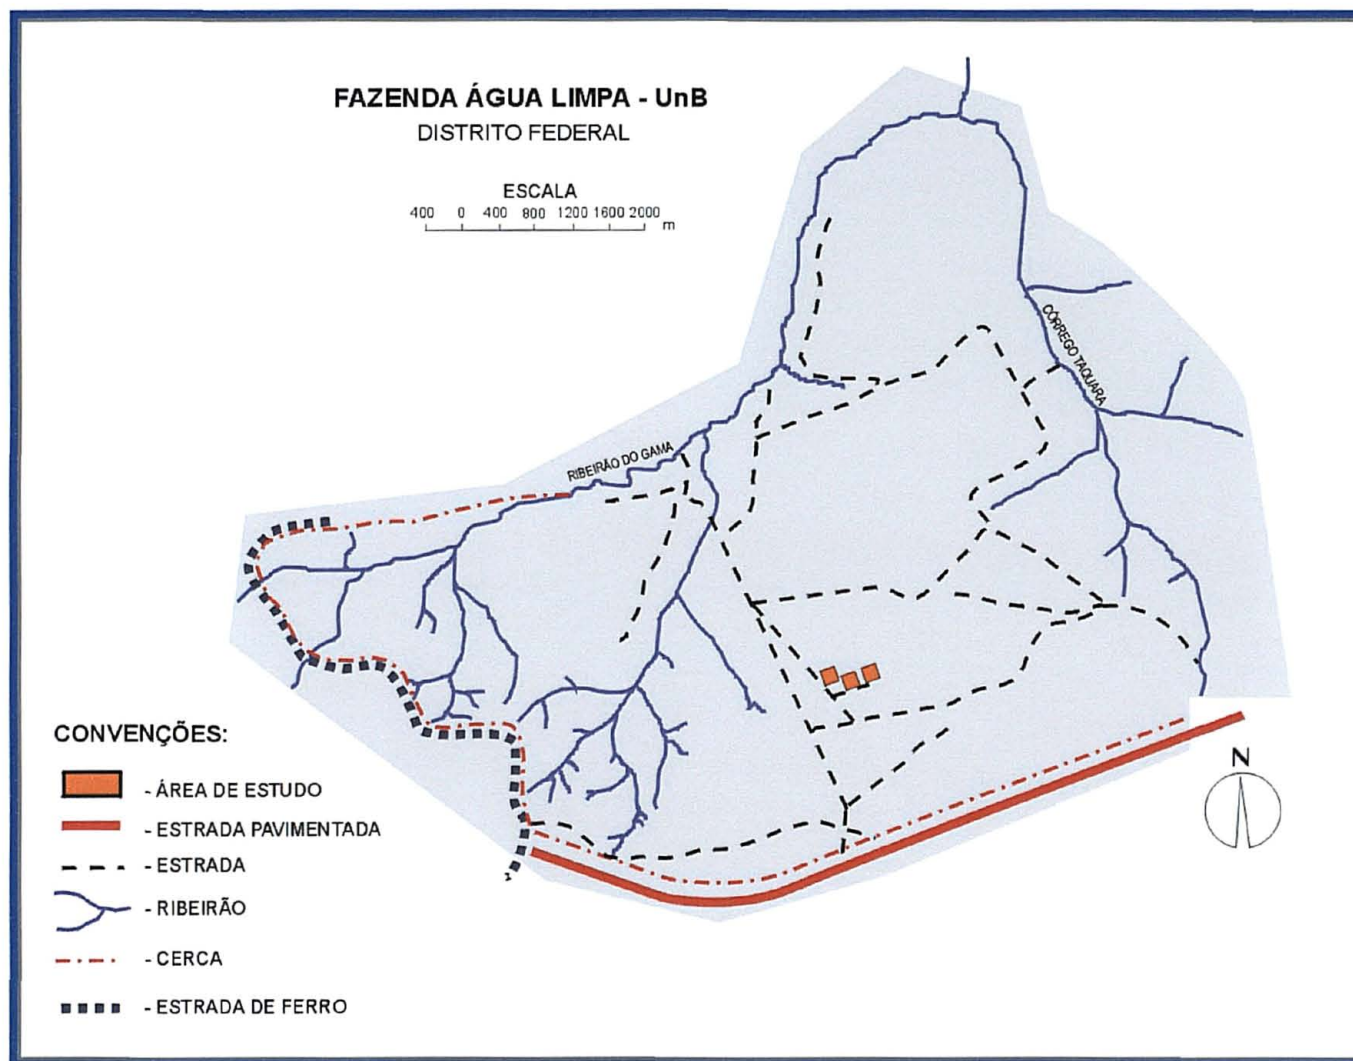 FAZENDA ÁGUA LIMPA - UnB
DISTRITO FEDERAL
ESCALA
400 0 400 800 1200 1600 2000
m
CÓRREGO TAQUARA
RIBEIRÃO DO GAMA
CONVENÇÕES:
- ÁREA DE ESTUDO
- ESTRADA PAVIMENTADA
- ESTRADA
- RIBEIRÃO
- CERCA
- ESTRADA DE FERRO
N